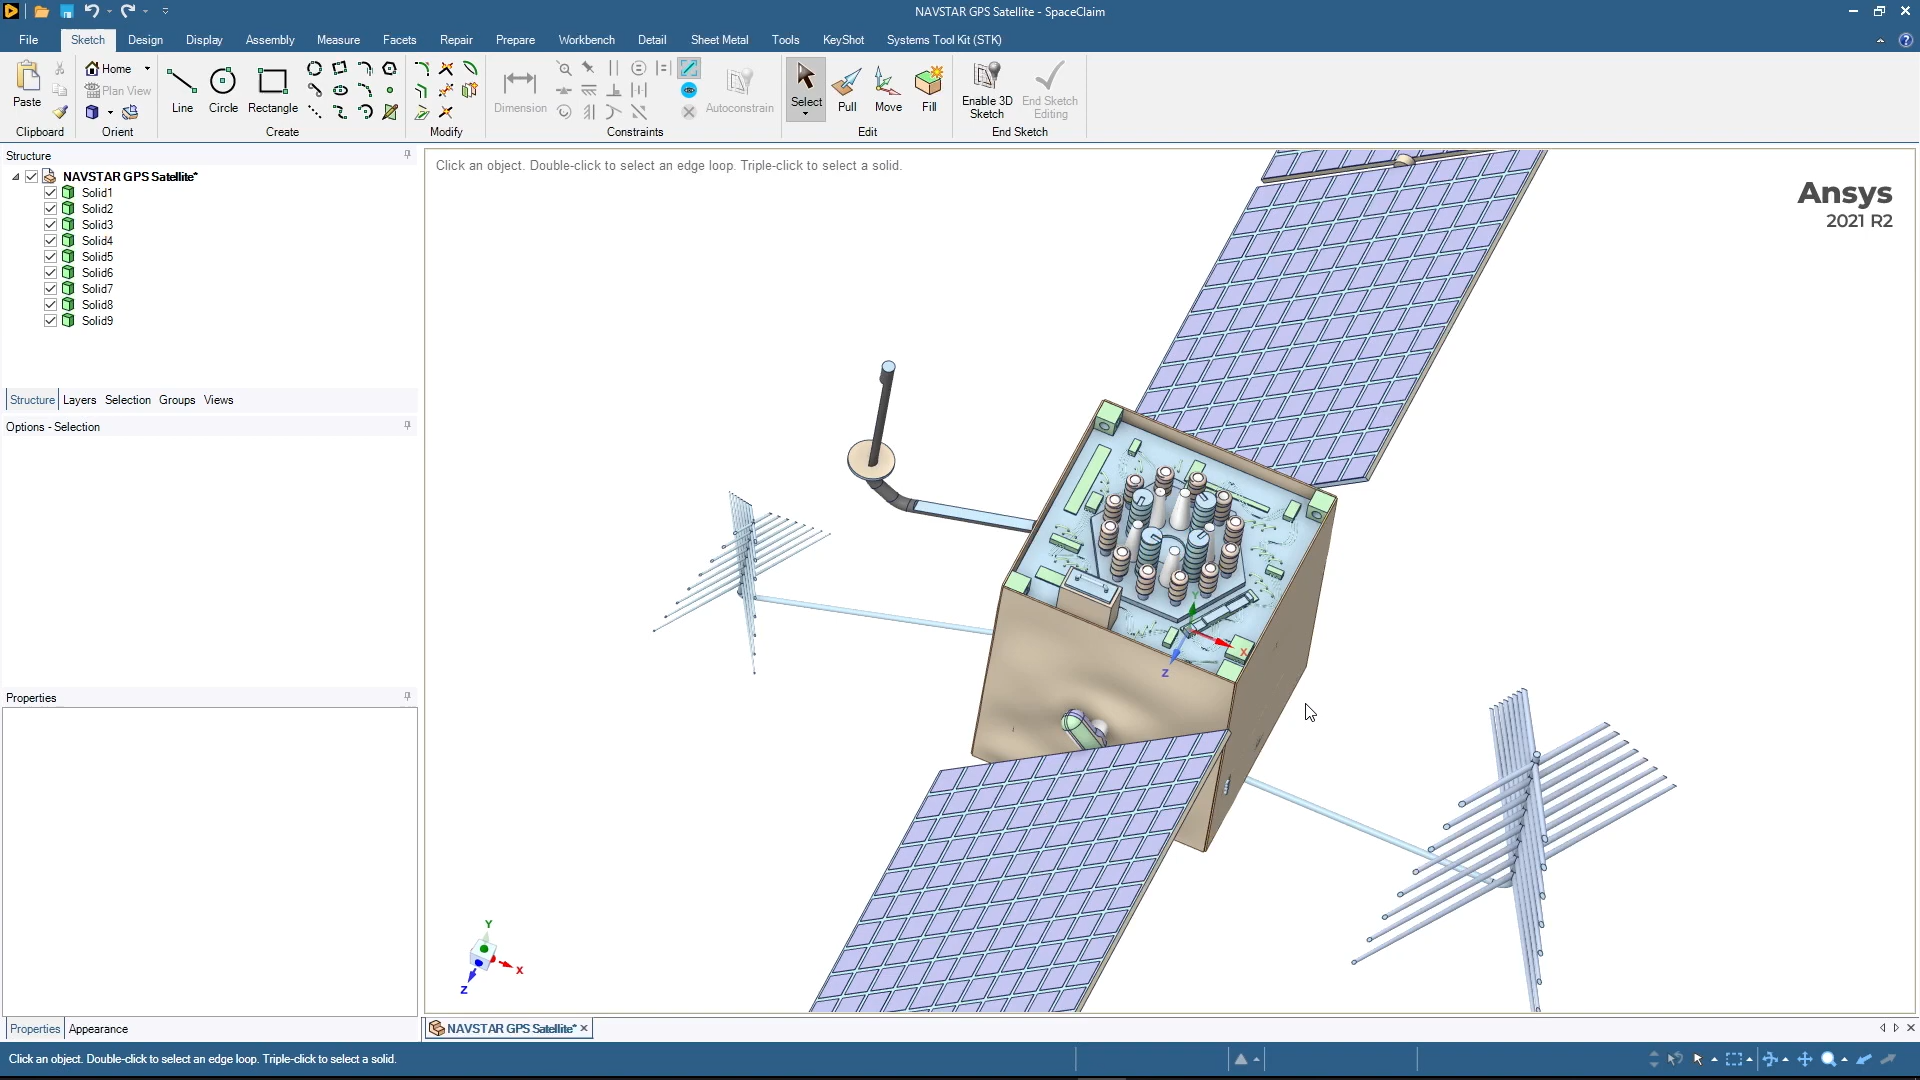 NAVSTAR GPS Satellite - SpaceClaim
File Sketch Design Display Assembly Measure Facets Repair Prepare Workbench Detail Sheet Metal Tools KeyShot Systems Tool Kit (STK)
Paste
Home
Plan View
Line Circle Rectangle
Dimension
Autoconstrain
Select Pull Move Fill
Enable 3D Sketch
End Sketch Editing
Clipboard Orient Create Modify Constraints Edit End Sketch
Structure
NAVSTAR GPS Satellite*
Solid1
Solid2
Solid3
Solid4
Solid5
Solid6
Solid7
Solid8
Solid9
Structure Layers Selection Groups Views
Options - Selection
Properties
Properties Appearance
Click an object. Double-click to select an edge loop. Triple-click to select a solid.
Ansys
2021 R2
Y
X
Z
Y
X
Z
NAVSTAR GPS Satellite*
Click an object. Double-click to select an edge loop. Triple-click to select a solid.